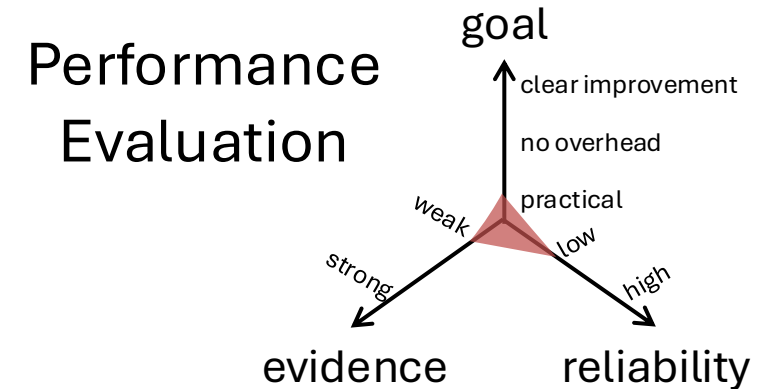 Performance
Evaluation
goal
clear improvement
no overhead
practical
weak
low
strong
high
evidence
reliability